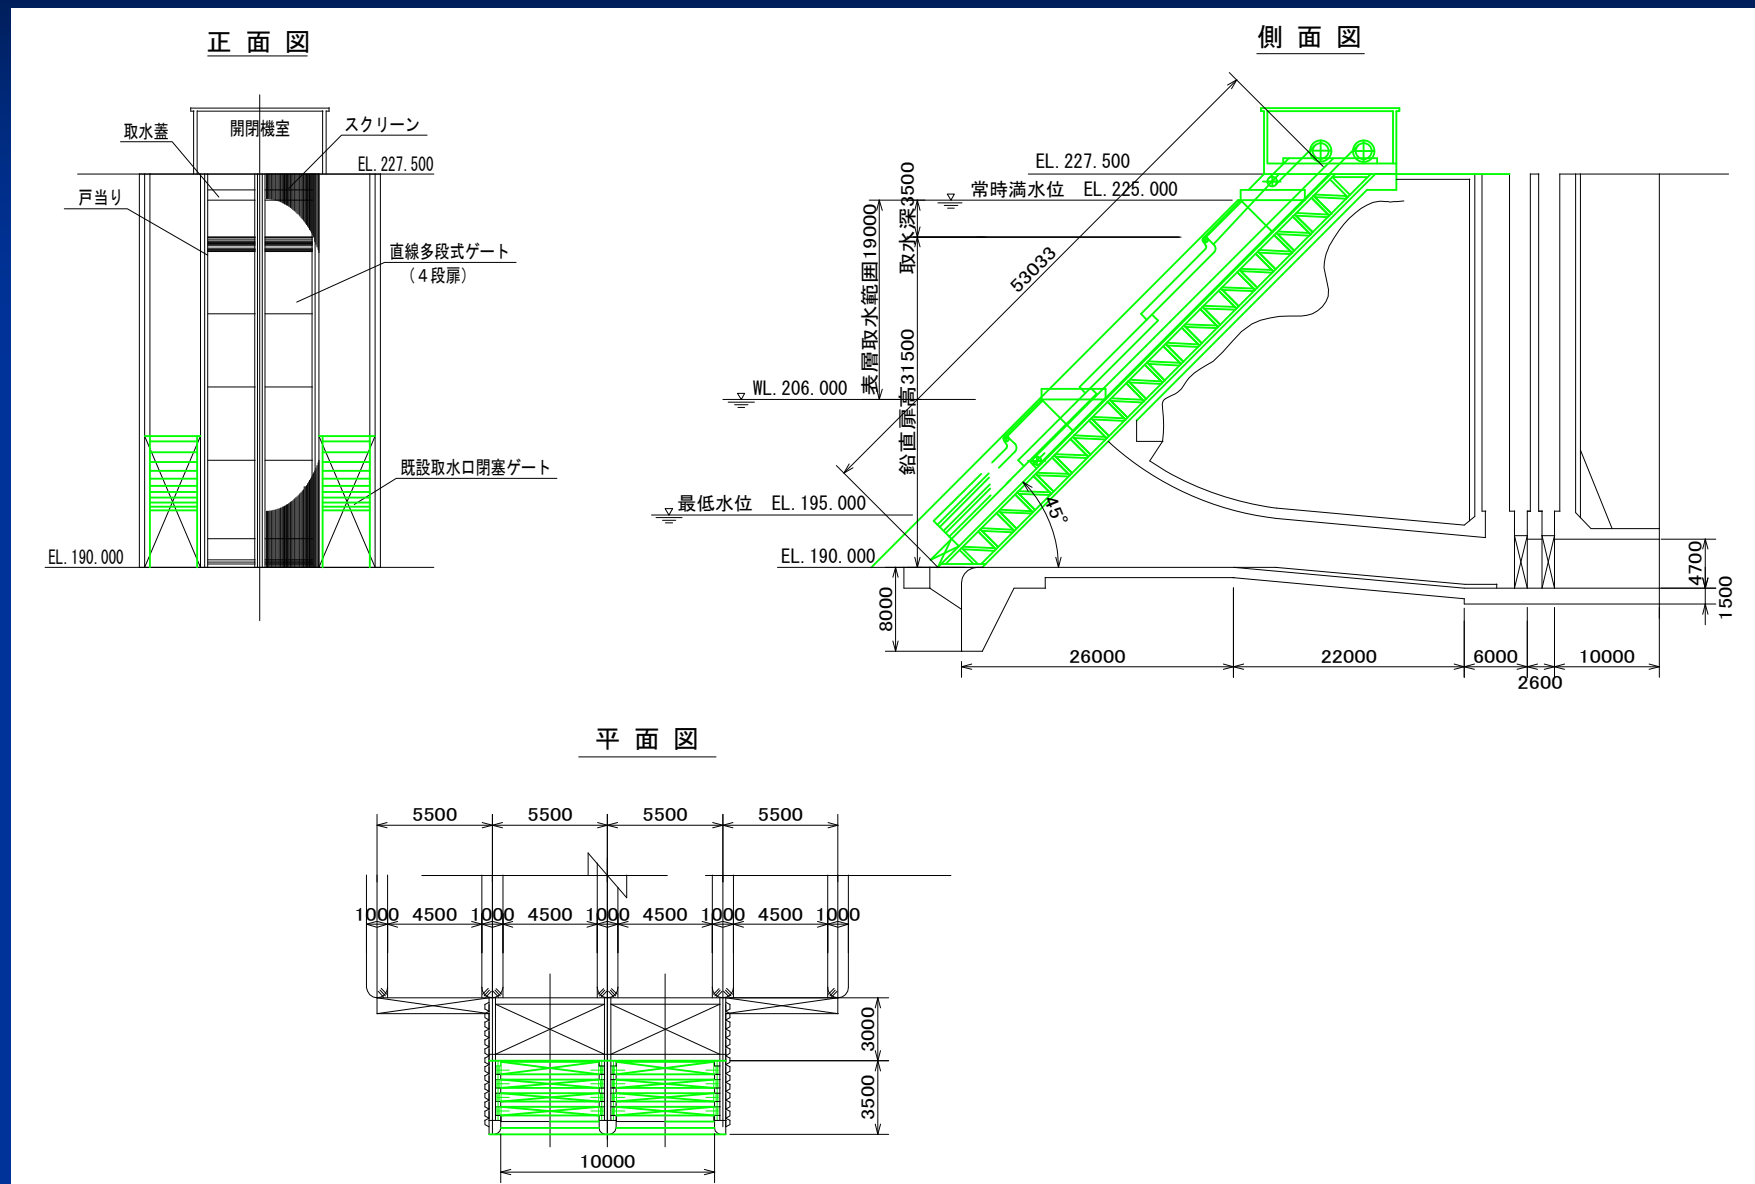 正面図
取水蓋
開閉機室
スクリーン
EL.227.500
戸当り
直線多段式ゲート
(4段扉)
既設取水口閉塞ゲート
EL.190.000
側面図
EL.227.500
常時満水位 EL.225.000
取水深3500
表層取水範囲19000
53033
鉛直扉高31500
WL.206.000
最低水位 EL.195.000
45°
EL.190.000
8000
4700
1500
26000
22000
6000
2600
10000
平面図
5500 5500 5500 5500
1000 4500 1000 4500 1000 4500 1000 4500 1000
3000
3500
10000